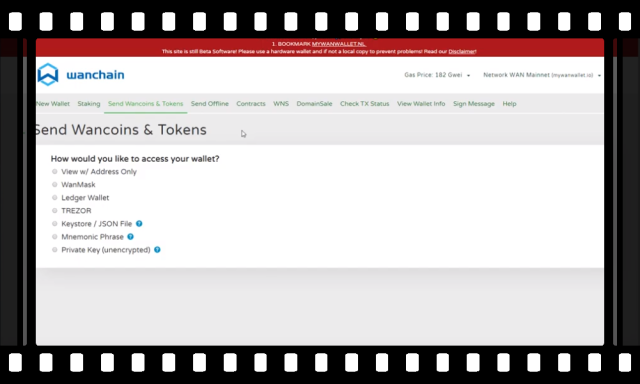 1. BOOKMARK MYWANWALLET.NL
This site is still Beta Software! Please use a hardware wallet and if not a local copy to prevent problems! Read our Disclaimer!
wanchain
Gas Price: 182 Gwei
Network WAN Mainnet (mywanwallet.io)
New Wallet Staking Send Wancoins & Tokens Send Offline Contracts WNS DomainSale Check TX Status View Wallet Info Sign Message Help
Send Wancoins & Tokens
How would you like to access your wallet?
View w/ Address Only
WanMask
Ledger Wallet
TREZOR
Keystore / JSON File ?
Mnemonic Phrase ?
Private Key (unencrypted) ?